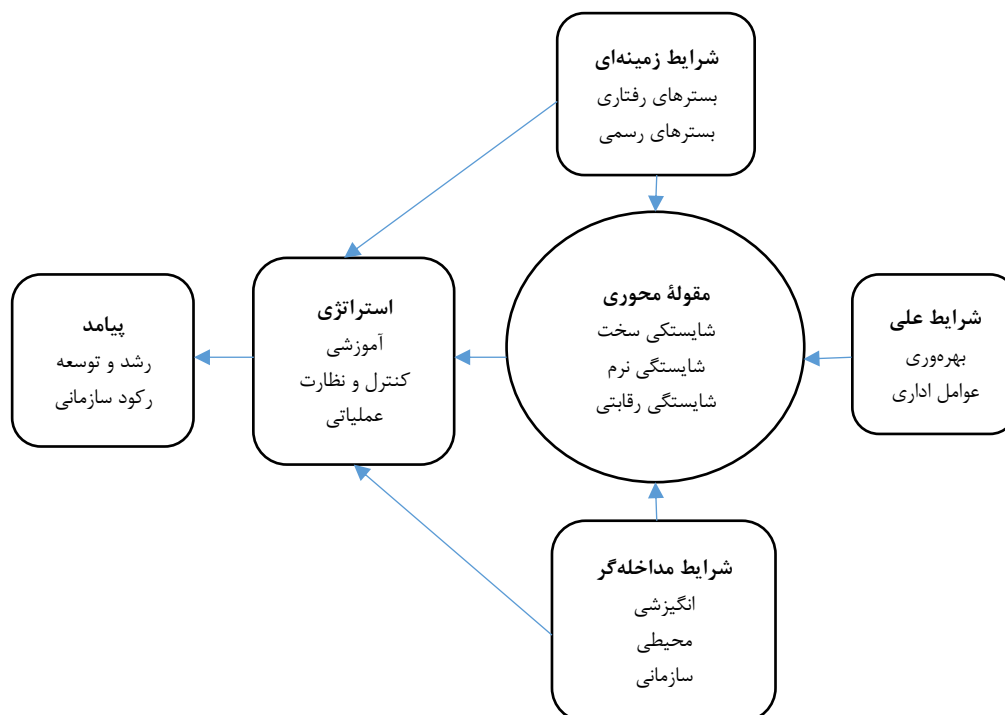 شرایط زمینه‌ای
بسترهای رفتاری
بسترهای رسمی
شرایط علی
بهره‌وری
عوامل اداری
مقولهٔ محوری
شایستکی سخت
شایستگی نرم
شایستگی رقابتی
استراتژی
آموزشی
کنترل و نظارت
عملیاتی
پیامد
رشد و توسعه
رکود سازمانی
شرایط مداخله‌گر
انگیزشی
محیطی
سازمانی